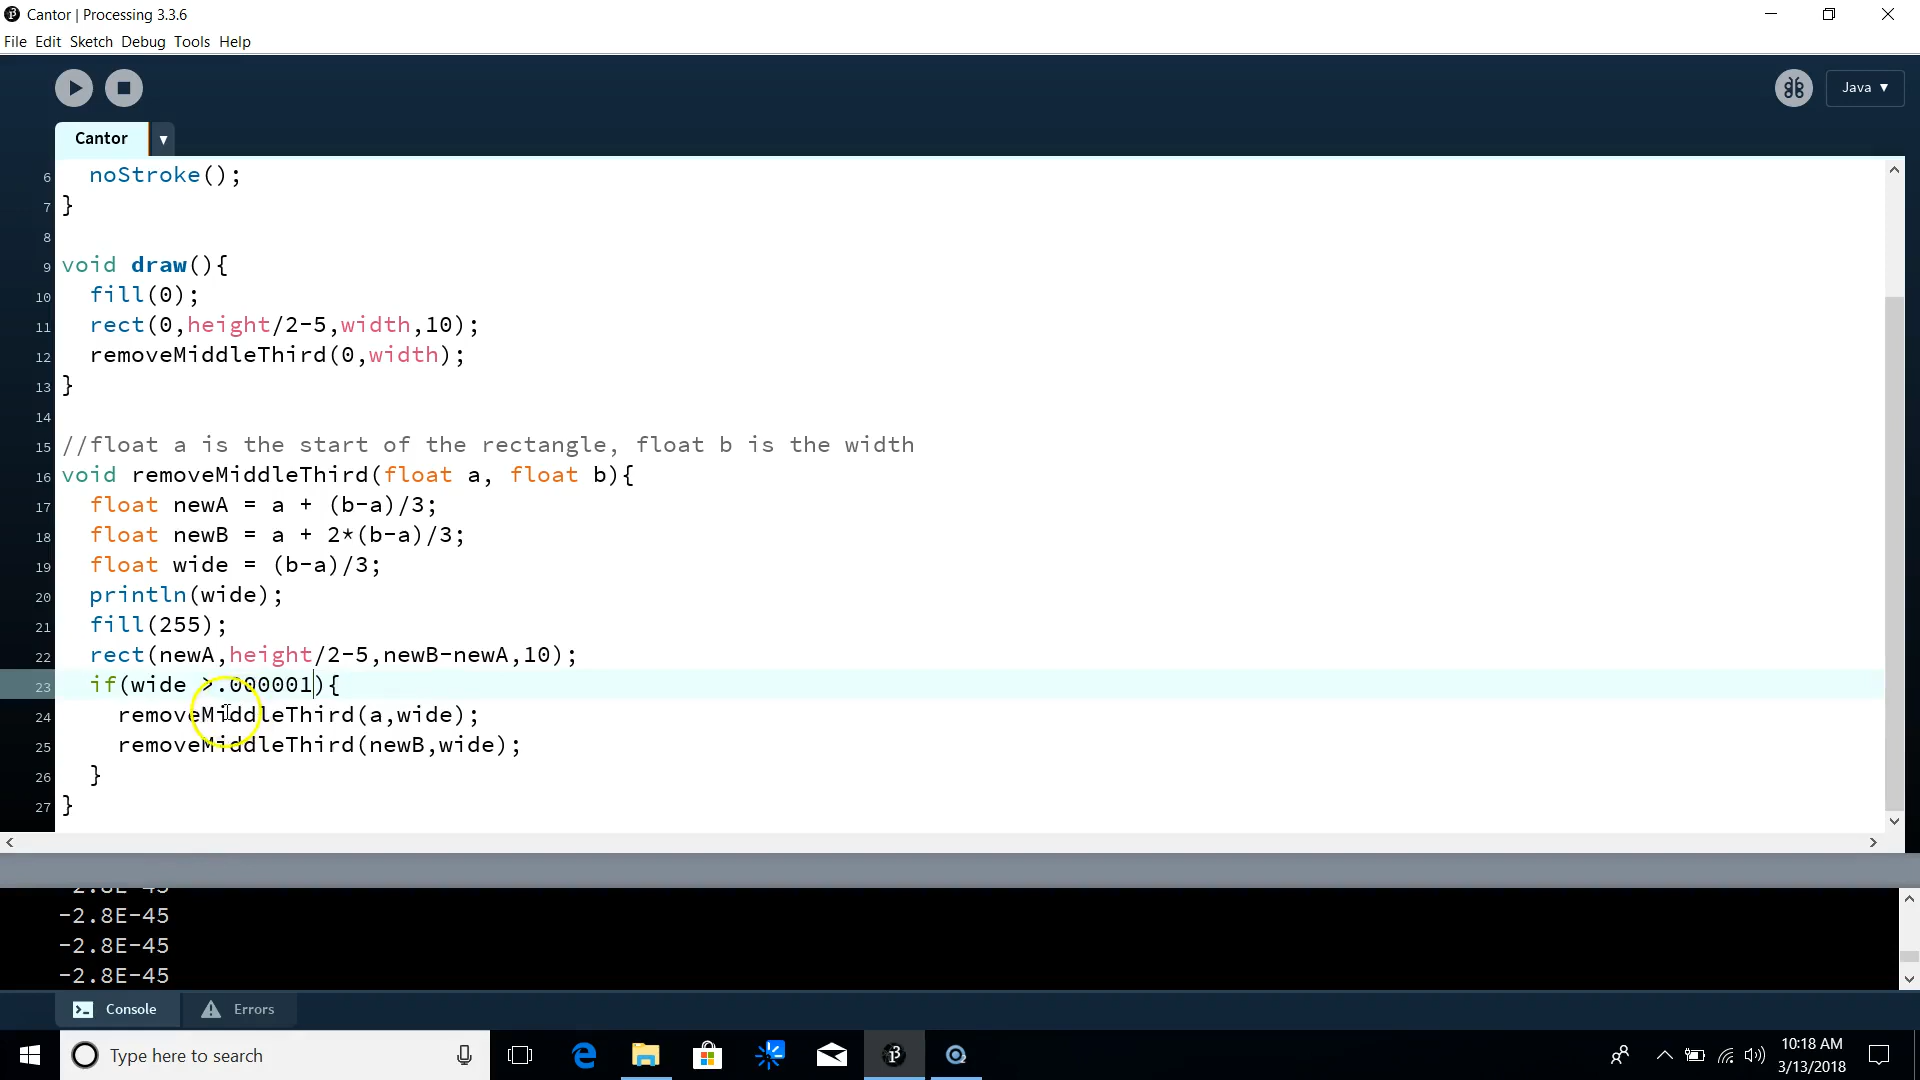 Cantor | Processing 3.3.6
File Edit Sketch Debug Tools Help
Java ▼
Cantor ▼
6 noStroke();
7 }
8
9 void draw(){
10 fill(0);
11 rect(0,height/2-5,width,10);
12 removeMiddleThird(0,width);
13 }
14
15 //float a is the start of the rectangle, float b is the width
16 void removeMiddleThird(float a, float b){
17 float newA = a + (b-a)/3;
18 float newB = a + 2*(b-a)/3;
19 float wide = (b-a)/3;
20 println(wide);
21 fill(255);
22 rect(newA,height/2-5,newB-newA,10);
23 if(wide >.000001){
24 removeMiddleThird(a,wide);
25 removeMiddleThird(newB,wide);
26 }
27 }
-2.8E-45
-2.8E-45
-2.8E-45
-2.8E-45
Console Errors
Type here to search
10:18 AM
3/13/2018